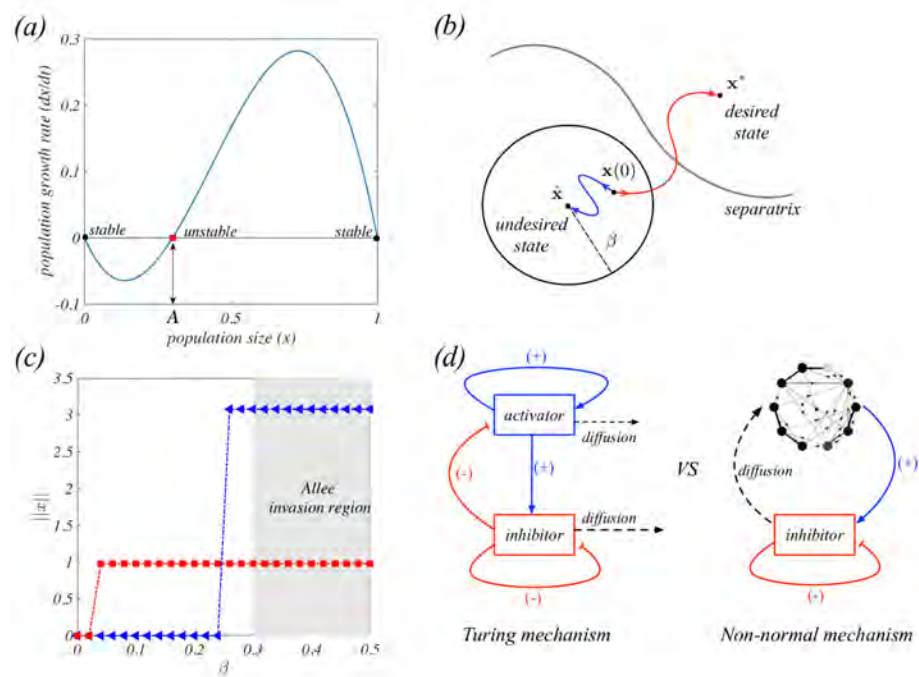 (a)
population growth rate (dx/dt)
0.3
0.2
0.1
0
-0.1
stable
unstable
stable
0
A
0.5
1
population size (x)
(b)
x*
desired
state
x(0)
x̂
undesired
state
β
separatrix
(c)
||x||
3.5
3
2.5
2
1.5
1
0.5
0
Allee
invasion region
0
0.1
0.2
0.3
0.4
0.5
β
(d)
(+)
activator
diffusion
(-)
(+)
inhibitor
diffusion
(-)
Turing mechanism
VS
diffusion
(+)
inhibitor
(-)
Non-normal mechanism